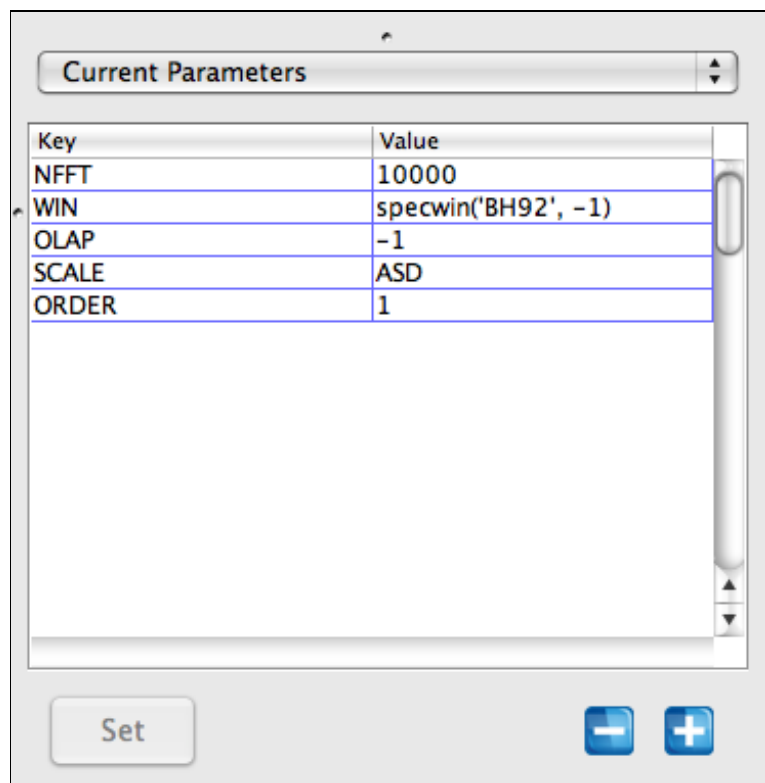 Current Parameters
Key Value
NFFT 10000
WIN specwin('BH92', -1)
OLAP -1
SCALE ASD
ORDER 1
Set